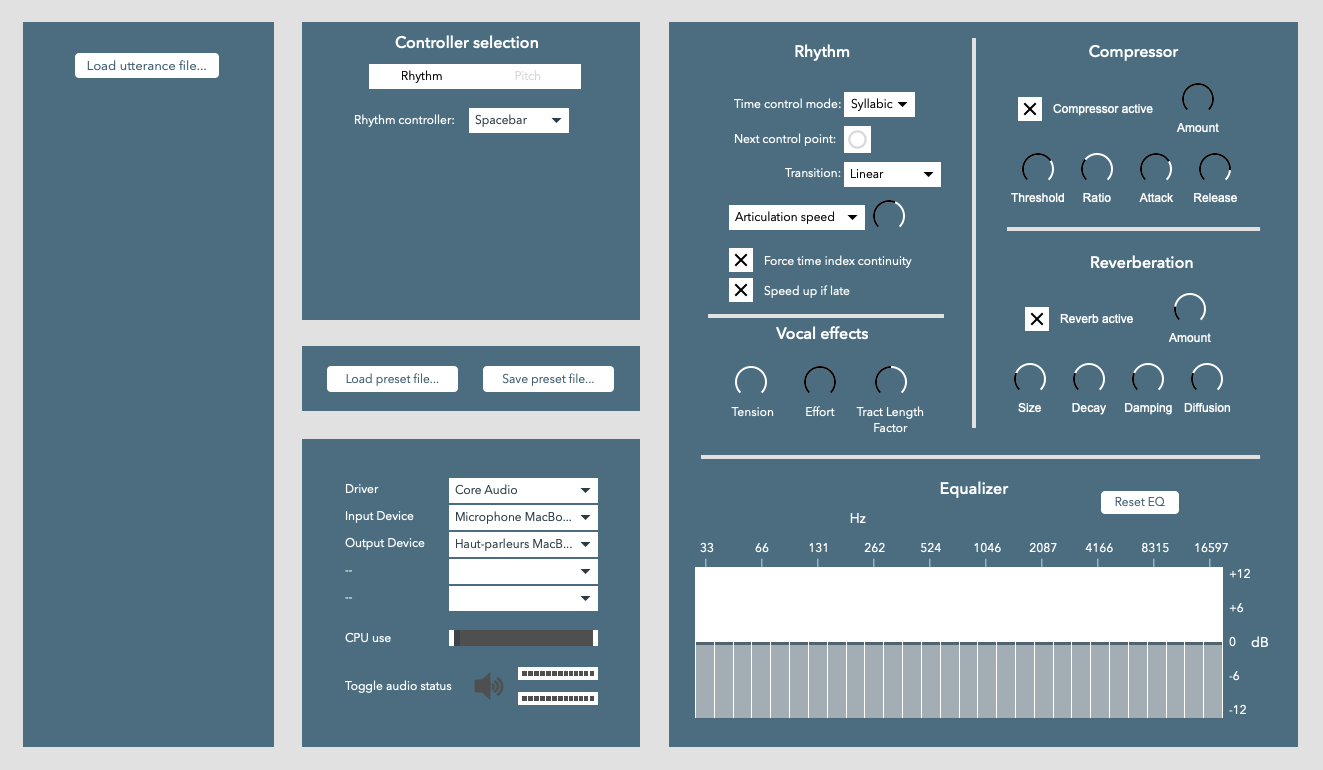 Load utterance file...
Controller selection
Rhythm Pitch
Rhythm controller: Spacebar
Load preset file... Save preset file...
Driver Core Audio
Input Device Microphone MacBo...
Output Device Haut-parleurs MacB...
--
--
CPU use
Toggle audio status
Rhythm
Time control mode: Syllabic
Next control point:
Transition: Linear
Articulation speed
Force time index continuity
Speed up if late
Vocal effects
Tension Effort Tract Length
Factor
Compressor
Compressor active
Amount
Threshold Ratio Attack Release
Reverberation
Reverb active
Amount
Size Decay Damping Diffusion
Equalizer
Reset EQ
Hz
33 66 131 262 524 1046 2087 4166 8315 16597
+12
+6
0 dB
-6
-12